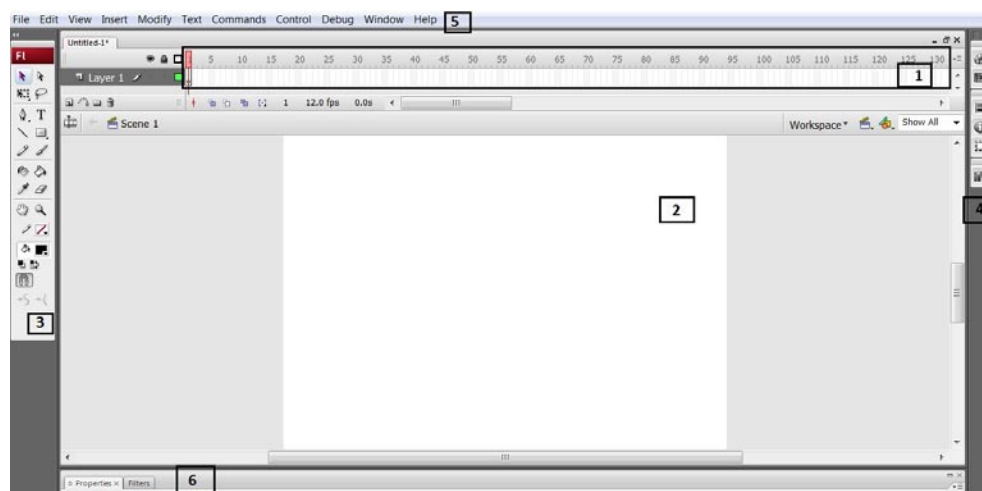 File Edit View Insert Modify Text Commands Control Debug Window Help 5
Untitled-1*
Fl
5 10 15 20 25 30 35 40 45 50 55 60 65 70 75 80 85 90 95 100 105 110 115 120 125 130
Layer 1
1
1 12.0 fps 0.0s
Scene 1
Workspace
Show All
T
2
4
3
Properties × Filters
6